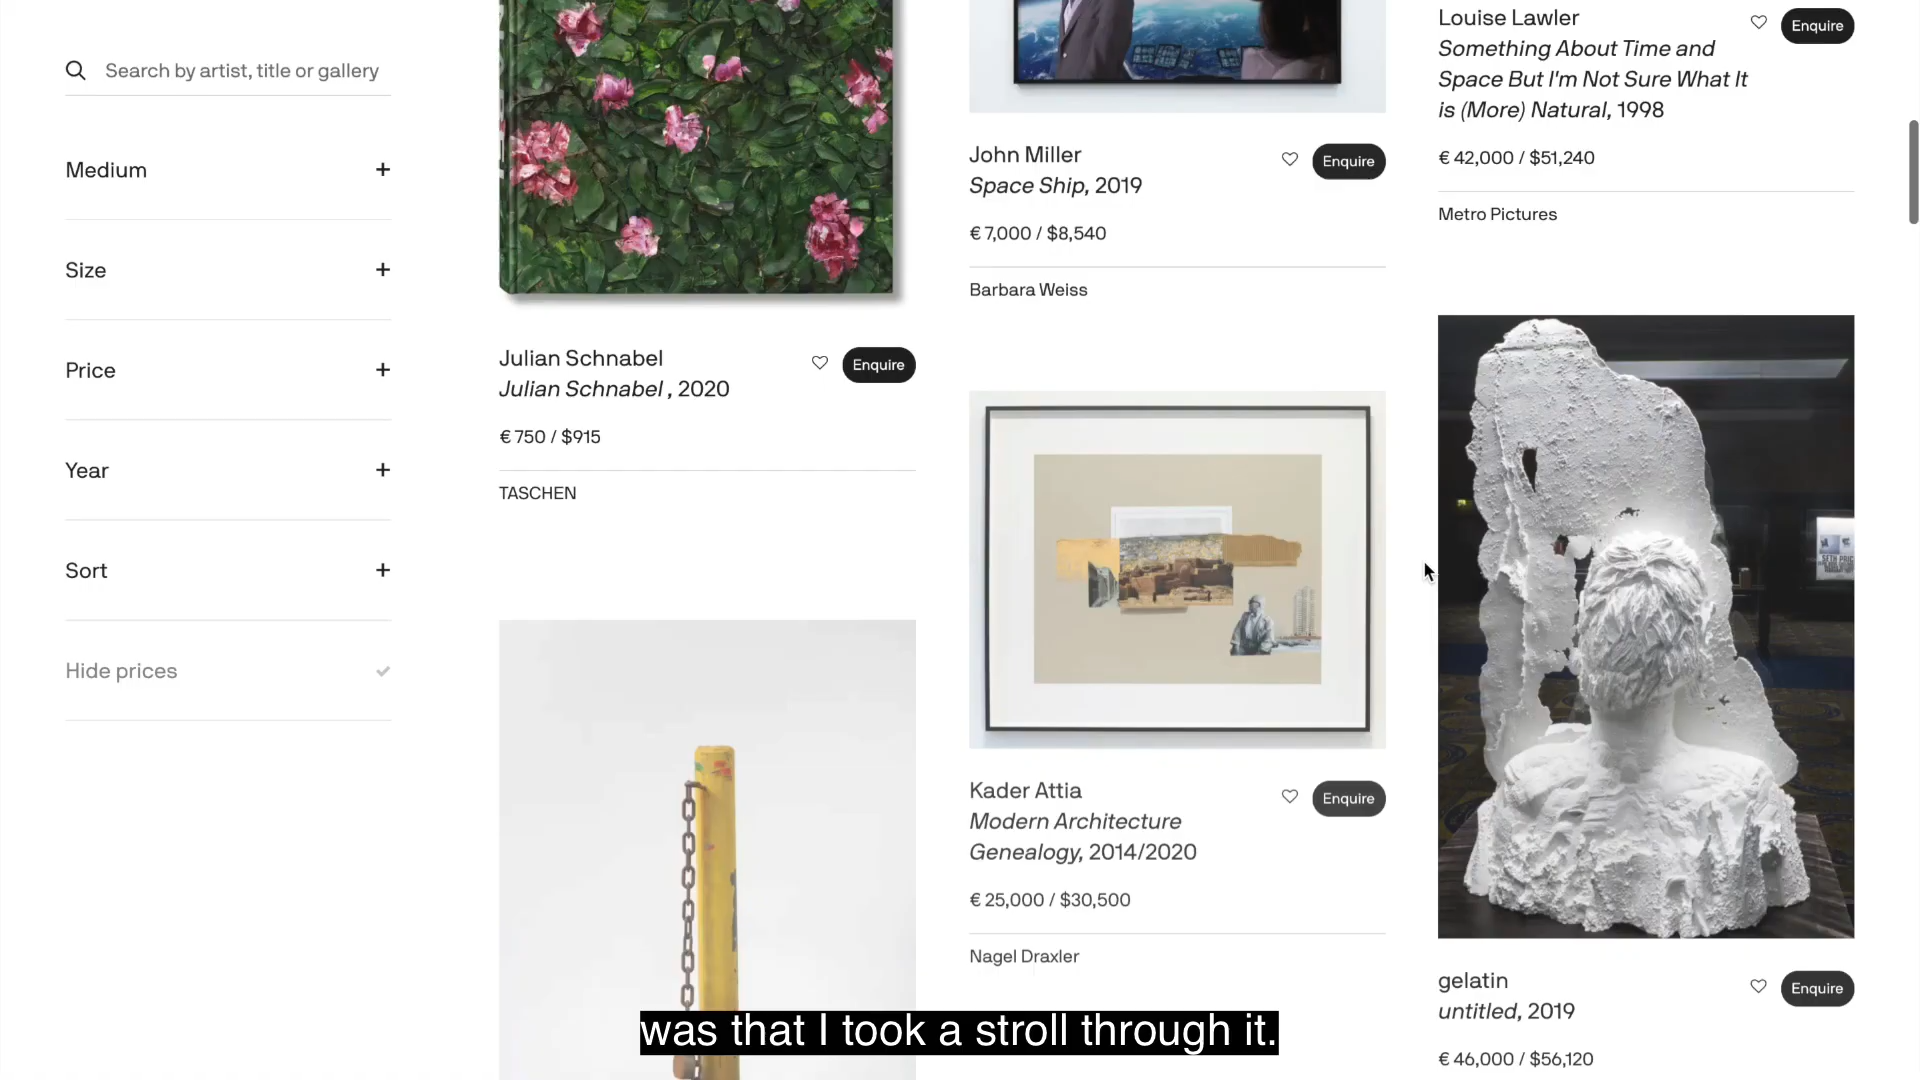 Search by artist, title or gallery
Medium
Size
Price
Year
Sort
Hide prices
Julian Schnabel
Enquire
Julian Schnabel , 2020
€ 750 / $915
TASCHEN
John Miller
Enquire
Space Ship, 2019
€ 7,000 / $8,540
Barbara Weiss
Kader Attia
Enquire
Modern Architecture
Genealogy, 2014/2020
€ 25,000 / $30,500
Nagel Draxler
Louise Lawler
Enquire
Something About Time and
Space But I'm Not Sure What It
is (More) Natural, 1998
€ 42,000 / $51,240
Metro Pictures
gelatin
Enquire
untitled, 2019
€ 46,000 / $56,120
was that I took a stroll through it.